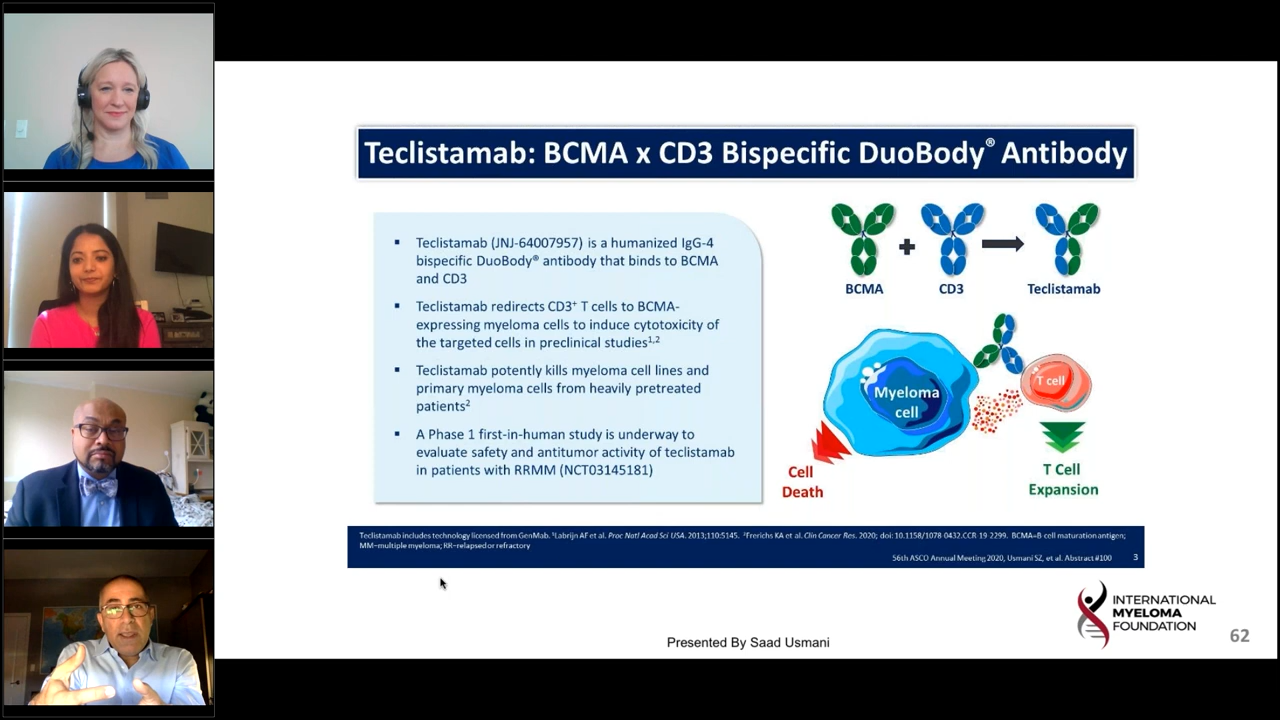 Teclistamab: BCMA x CD3 Bispecific DuoBody® Antibody
▪ Teclistamab (JNJ-64007957) is a humanized IgG-4
bispecific DuoBody® antibody that binds to BCMA
and CD3
▪ Teclistamab redirects CD3⁺ T cells to BCMA-
expressing myeloma cells to induce cytotoxicity of
the targeted cells in preclinical studies¹,²
▪ Teclistamab potently kills myeloma cell lines and
primary myeloma cells from heavily pretreated
patients²
▪ A Phase 1 first-in-human study is underway to
evaluate safety and antitumor activity of teclistamab
in patients with RRMM (NCT03145181)
BCMA
CD3
Teclistamab
Myeloma
cell
T cell
Cell
Death
T Cell
Expansion
Teclistamab includes technology licensed from GenMab. ¹Labrijn AF et al. Proc Natl Acad Sci USA. 2013;110:5145. ²Frerichs KA et al. Clin Cancer Res. 2020; doi: 10.1158/1078-0432.CCR-19-2299. BCMA=B cell maturation antigen;
MM=multiple myeloma; RR=relapsed or refractory
56th ASCO Annual Meeting 2020, Usmani SZ, et al. Abstract #100
3
INTERNATIONAL
MYELOMA
FOUNDATION
62
Presented By Saad Usmani